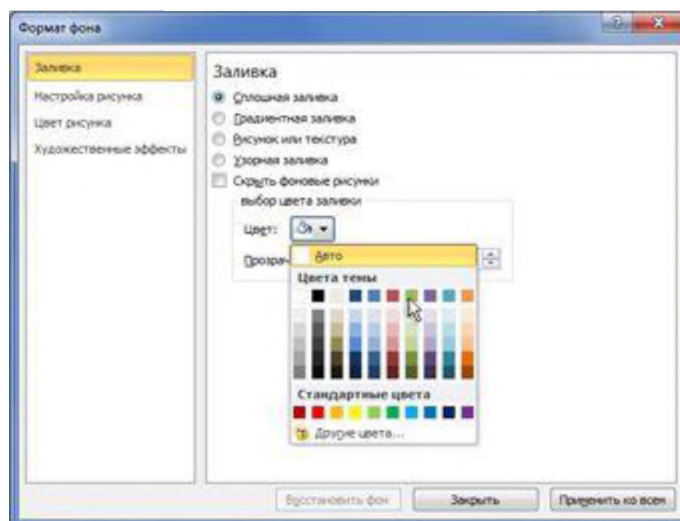 Формат фона
Заливка
Настройка рисунка
Цвет рисунка
Художественные эффекты
Заливка
Сплошная заливка
Градиентная заливка
Рисунок или текстура
Узорная заливка
Скрыть фоновые рисунки
выбор цвета заливки
Цвет:
Авто
Прозрач
Цвета темы
Стандартные цвета
Другие цвета...
Восстановить фон
Закрыть
Применить ко всем